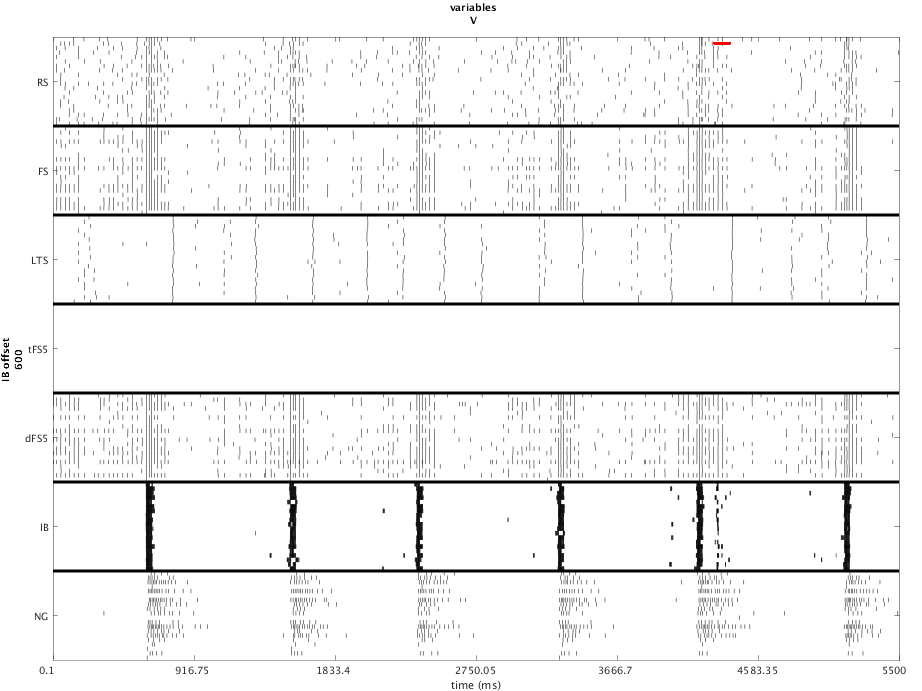 variables
V
RS
FS
LTS
tFS5
dFS5
IB
NG
IB offset
600
0.1
916.75
1833.4
2750.05
3666.7
4583.35
5500
time (ms)